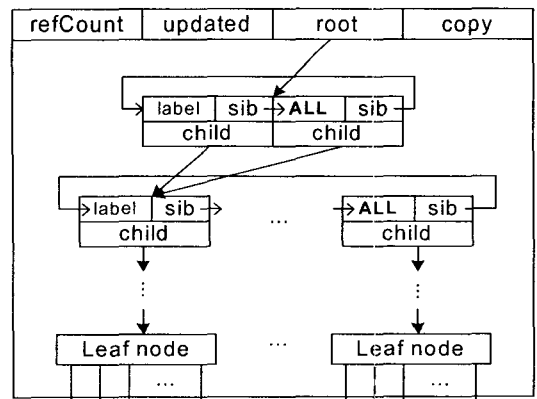 refCount updated root copy
label sib ALL sib
child child
label sib ... ALL sib
child child
⋮ ⋮
Leaf node ... Leaf node
... ...